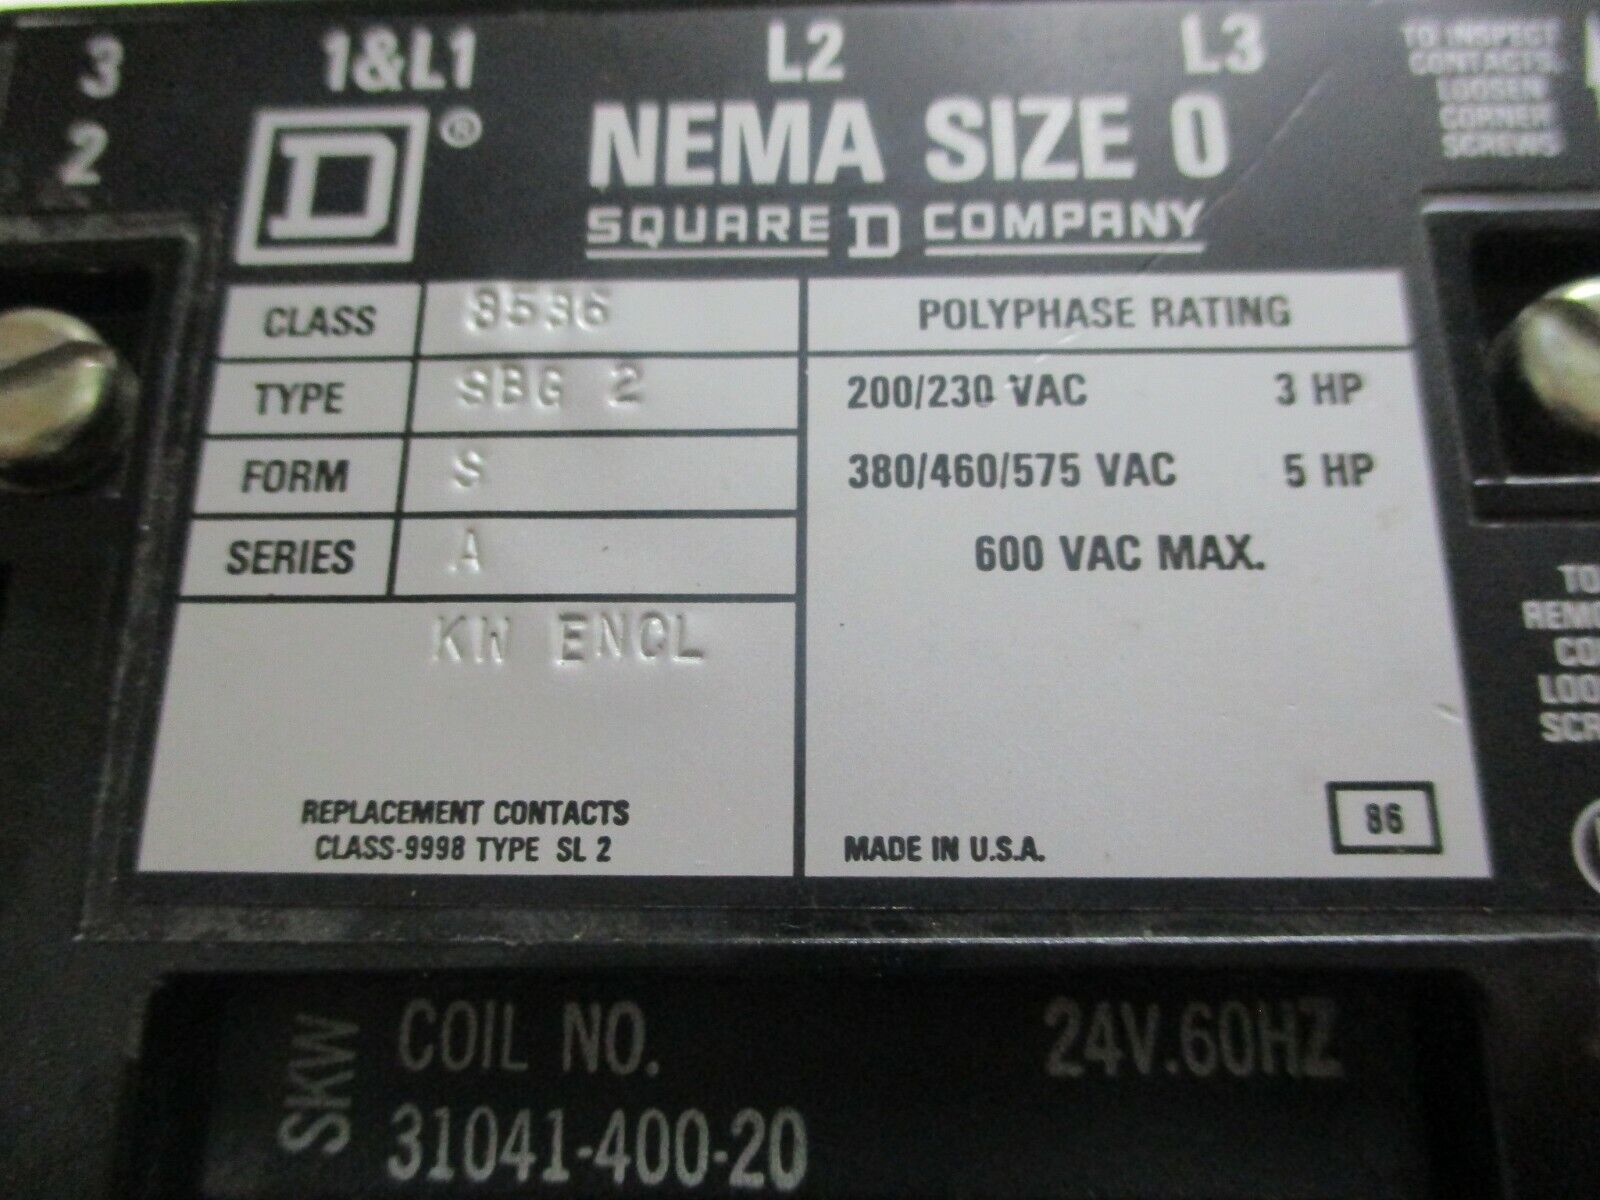 3 1&L1 L2 L3
2
TO INSPECT
CONTACTS,
LOOSEN
CORNER
SCREWS
D ®
NEMA SIZE 0
SQUARE D COMPANY
CLASS 8536
TYPE SBG 2
FORM S
SERIES A
KW ENCL
REPLACEMENT CONTACTS
CLASS-9998 TYPE SL 2
POLYPHASE RATING
200/230 VAC 3 HP
380/460/575 VAC 5 HP
600 VAC MAX.
MADE IN U.S.A.
86
TO
SKW
COIL NO. 24V.60HZ
31041-400-20